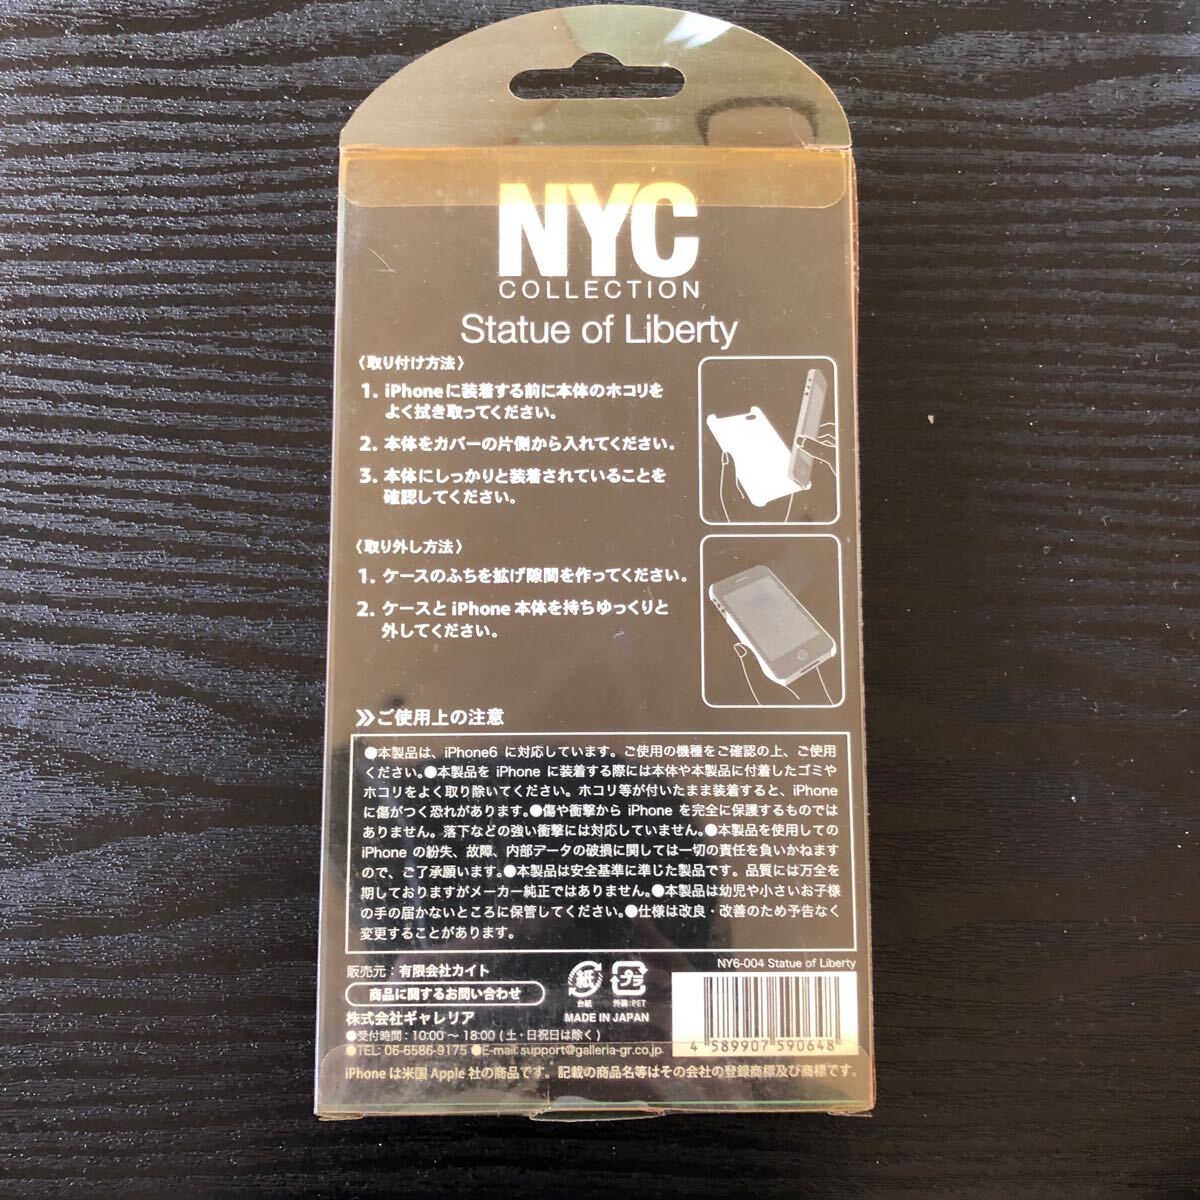 NYC
COLLECTION
Statue of Liberty
〈取り付け方法〉
1. iPhoneに装着する前に本体のホコリを
よく拭き取ってください。
2. 本体をカバーの片側から入れてください。
3. 本体にしっかりと装着されていることを
確認してください。
〈取り外し方法〉
1. ケースのふちを拡げ隙間を作ってください。
2. ケースと iPhone 本体を持ちゆっくりと
外してください。
≫ご使用上の注意
●本製品は、iPhone6 に対応しています。ご使用の機種をご確認の上、ご使用
ください。●本製品を iPhone に装着する際には本体や本製品に付着したゴミや
ホコリをよく取り除いてください。ホコリ等が付いたまま装着すると、iPhone
に傷がつく恐れがあります。●傷や衝撃から iPhone を完全に保護するものでは
ありません。落下などの強い衝撃には対応していません。●本製品を使用しての
iPhone の紛失、故障、内部データの破損に関しては一切の責任を負いかねます
ので、ご了承願います。●本製品は安全基準に準じた製品です。品質には万全を
期しておりますがメーカー純正ではありません。●本製品は幼児や小さいお子様
の手の届かないところに保管してください。●仕様は改良・改善のため予告なく
変更することがあります。
NY6-004 Statue of Liberty
販売元：有限会社カイト
商品に関するお問い合わせ
株式会社ギャレリア
●受付時間：10:00 〜 18:00 ( 土・日祝日は除く )
●TEL: 06-6586-9175 ●E-mail:support@galleria-gr.co.jp
紙 プラ
台紙 外装:PET
MADE IN JAPAN
4 589907 590648
iPhone は米国 Apple 社の商品です。記載の商品名等はその会社の登録商標及び商標です。